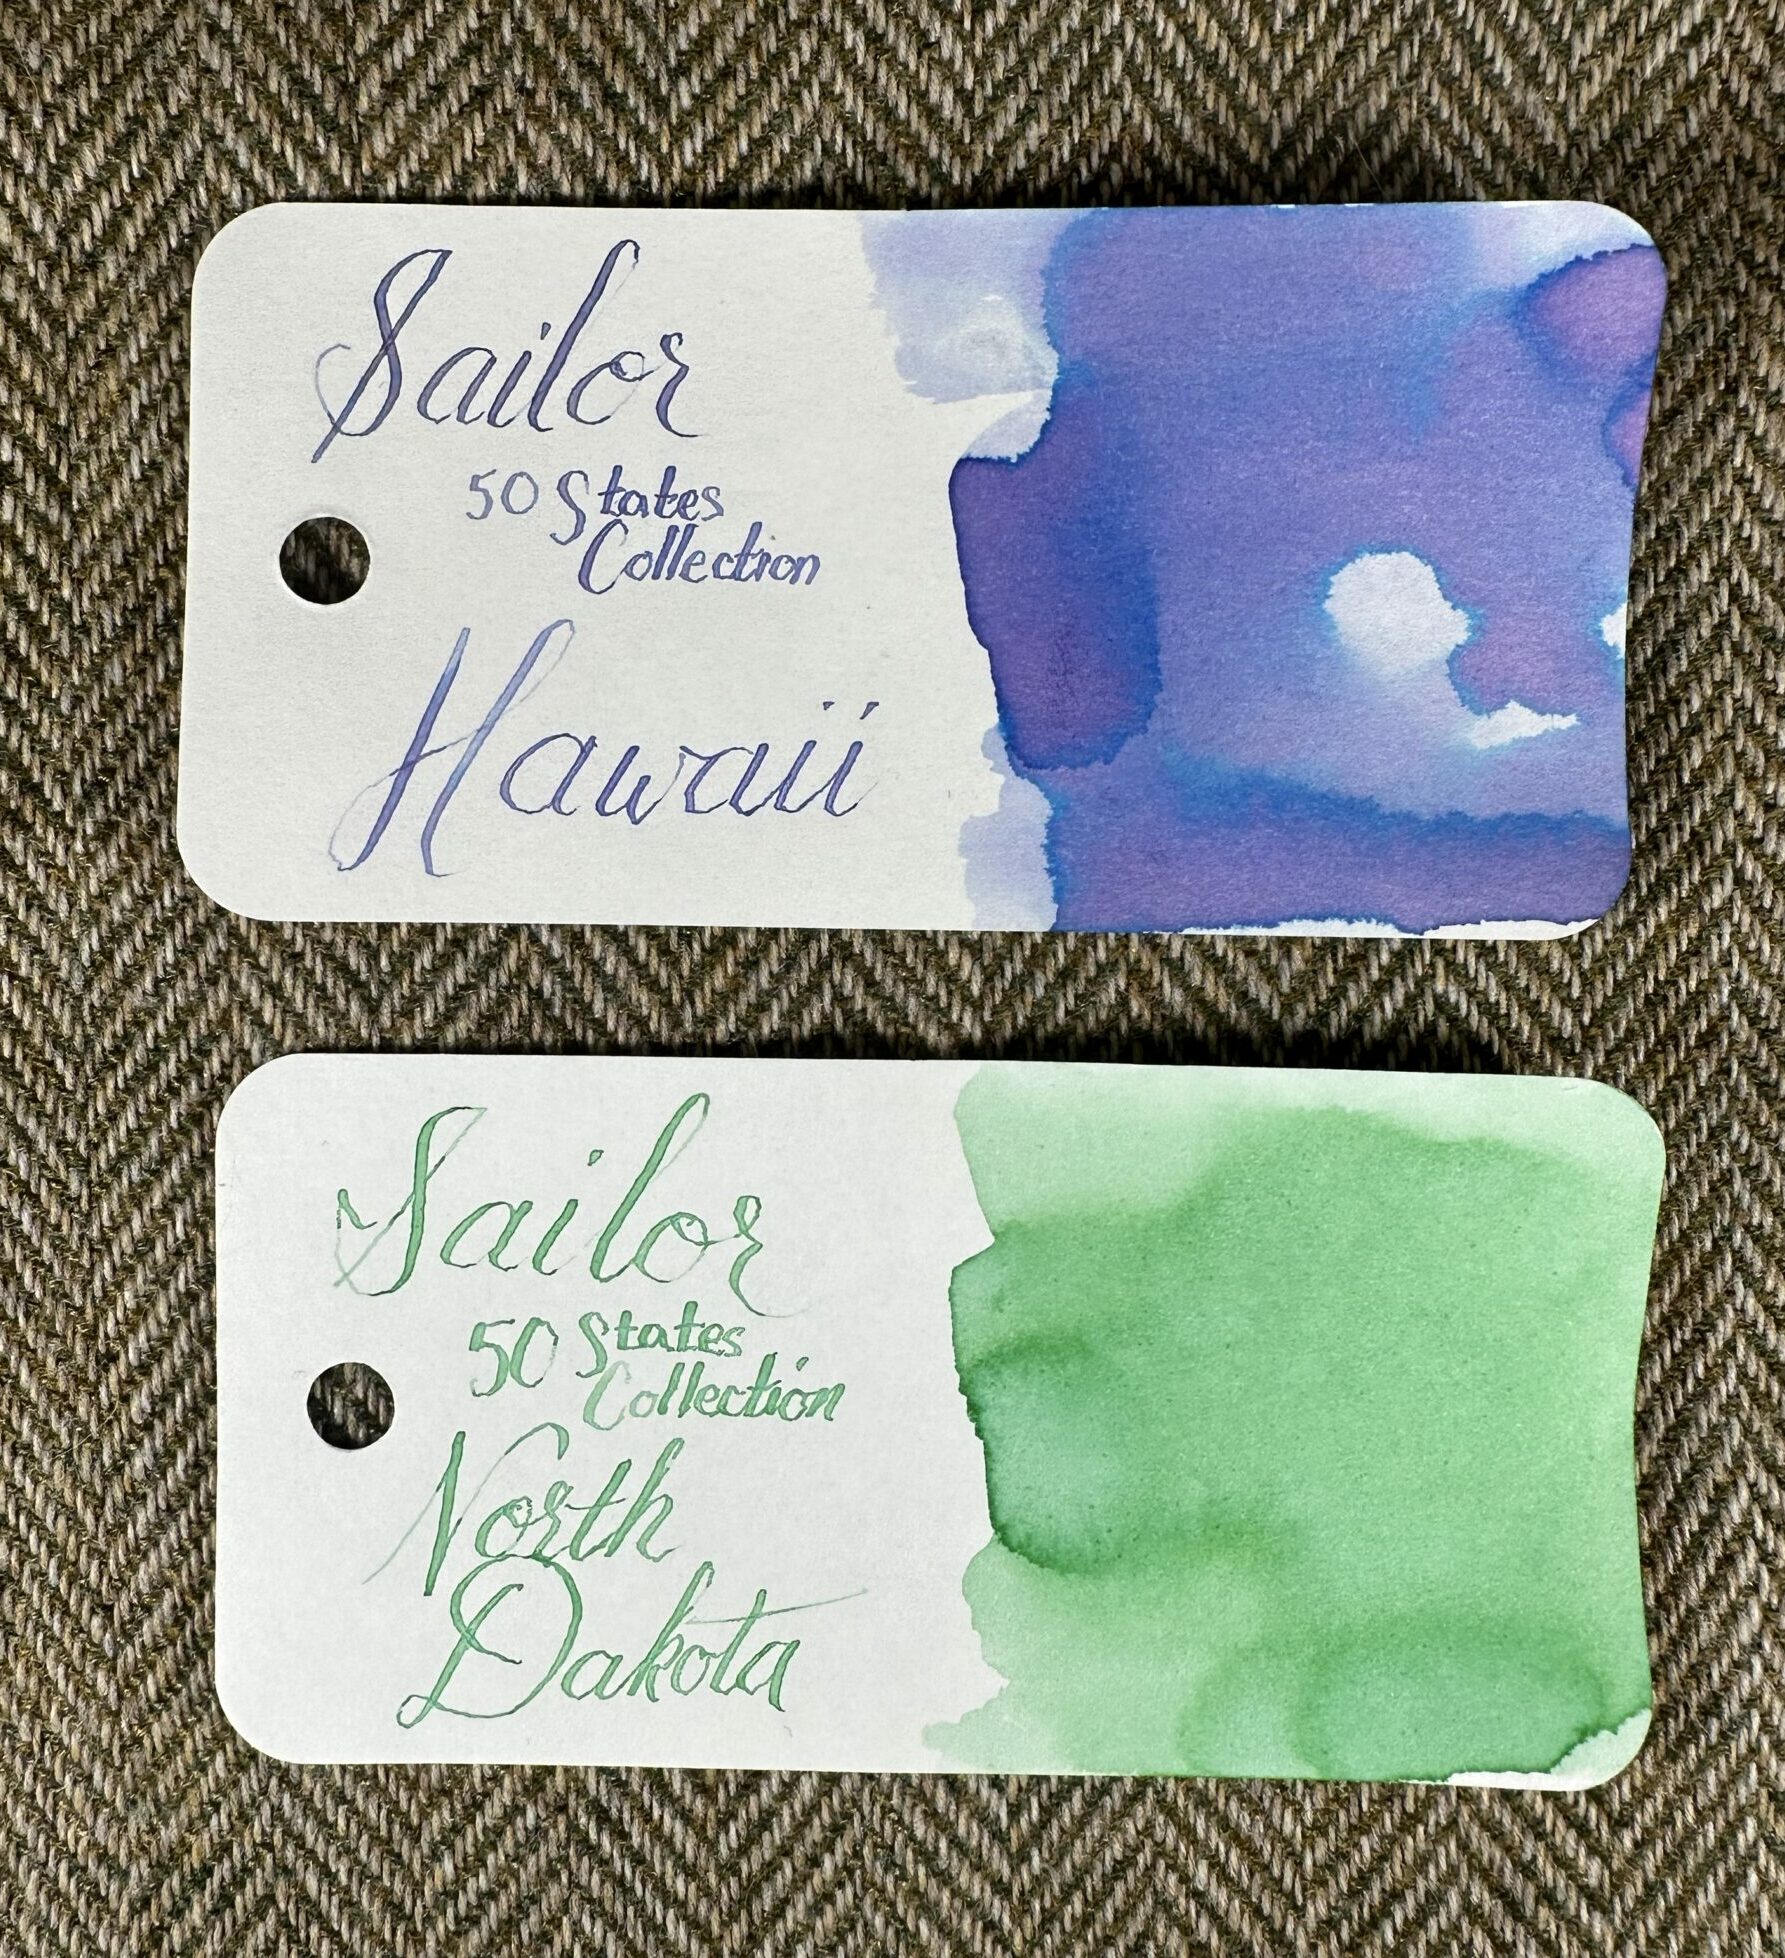 Sailor
50 States
Collection
Hawaii
Sailor
50 States
Collection
North
Dakota